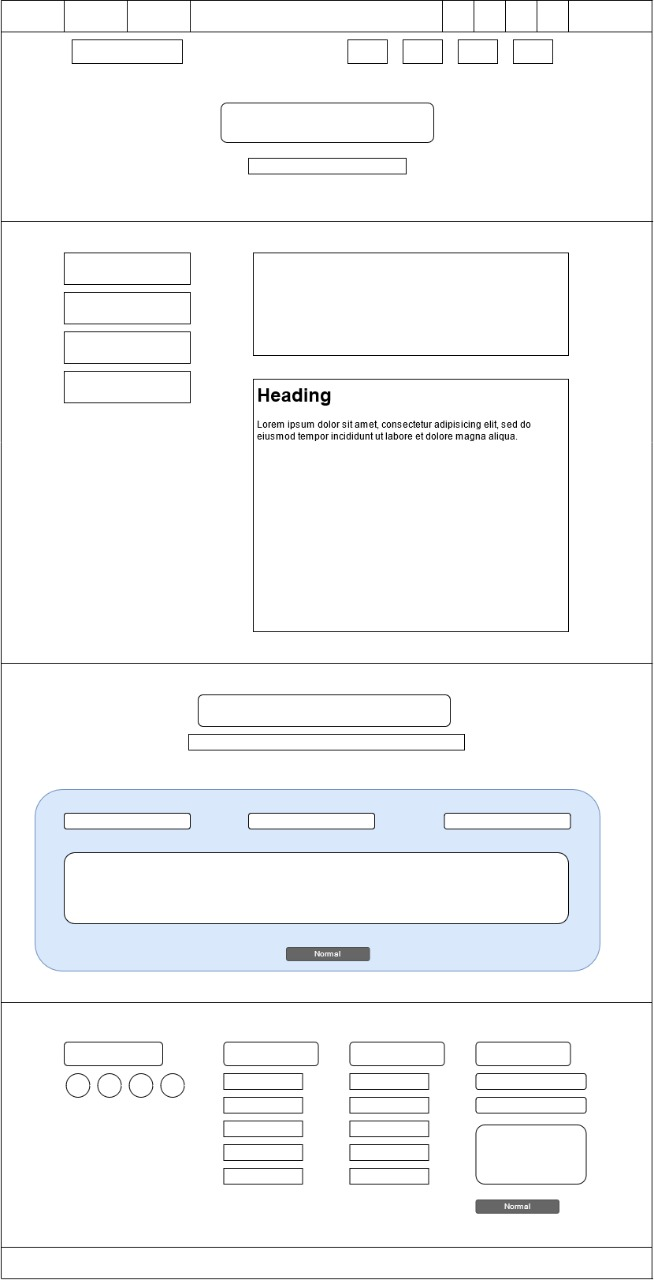 Heading
Lorem ipsum dolor sit amet, consectetur adipisicing elit, sed do
eiusmod tempor incididunt ut labore et dolore magna aliqua.
Normal
Normal